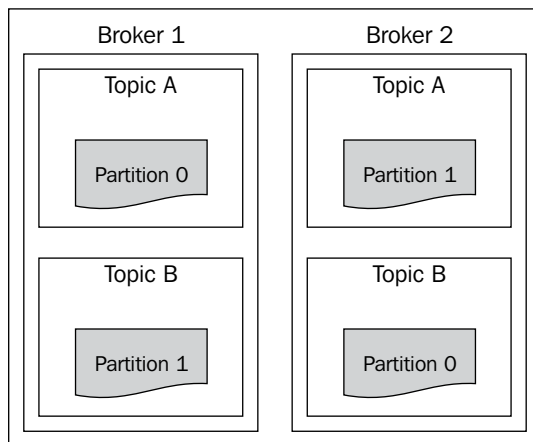 Broker 1
Topic A
Partition 0
Topic B
Partition 1
Broker 2
Topic A
Partition 1
Topic B
Partition 0